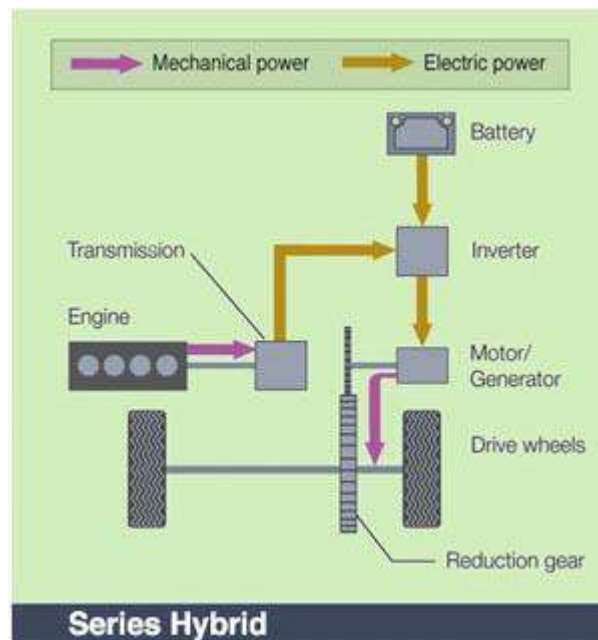 Mechanical power
Electric power
Battery
Transmission
Inverter
Engine
Motor/
Generator
Drive wheels
Reduction gear
Series Hybrid